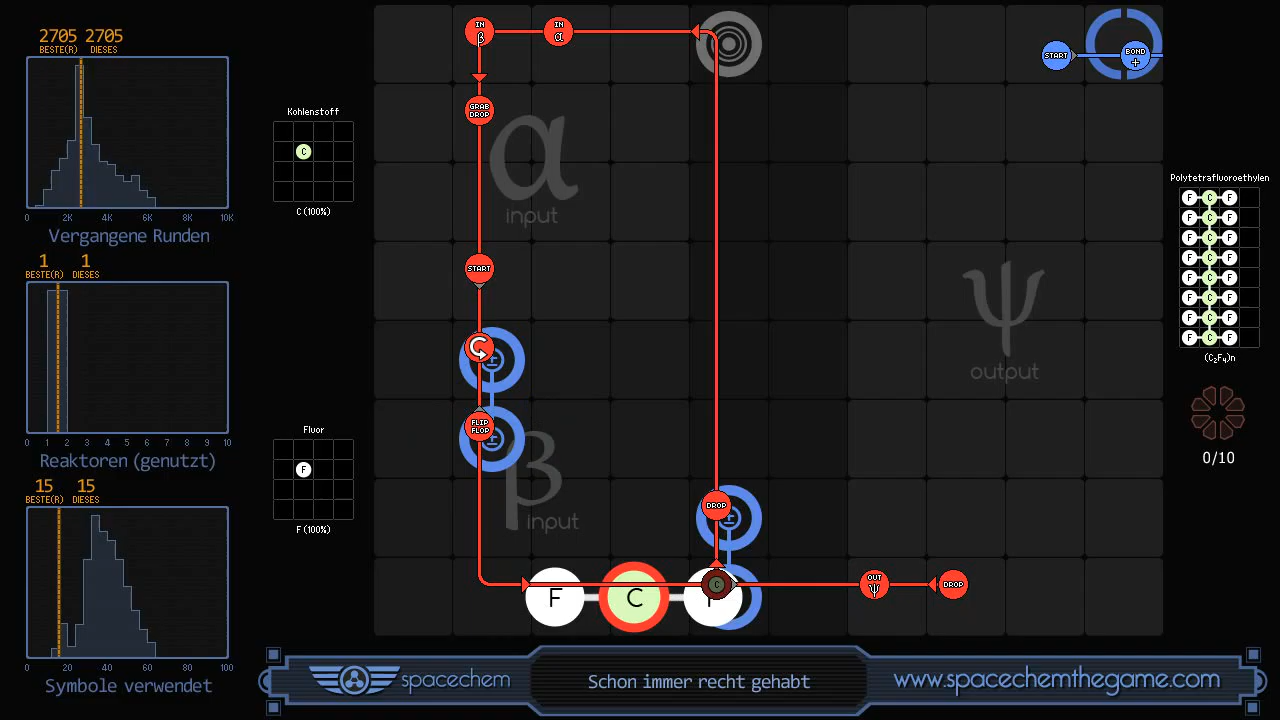 2705 2705
BESTE(R) DIESES
0 2K 4K 6K 8K 10K
Vergangene Runden
1 1
BESTE(R) DIESES
0 1 2 3 4 5 6 7 8 9 10
Reaktoren (genutzt)
15 15
BESTE(R) DIESES
0 20 40 60 80 100
Symbole verwendet
Kohlenstoff
C
C (100%)
Fluor
F
F (100%)
IN β
IN α
GRAB DROP
α
input
START
FLIP FLOP
β
input
DROP
F C F
C
OUT ψ
DROP
START
BOND +
ψ
output
Polytetrafluoroethylen
F C F
F C F
F C F
F C F
F C F
F C F
F C F
F C F
(C₂F₄)n
0/10
spacechem
Schon immer recht gehabt
www.spacechemthegame.com